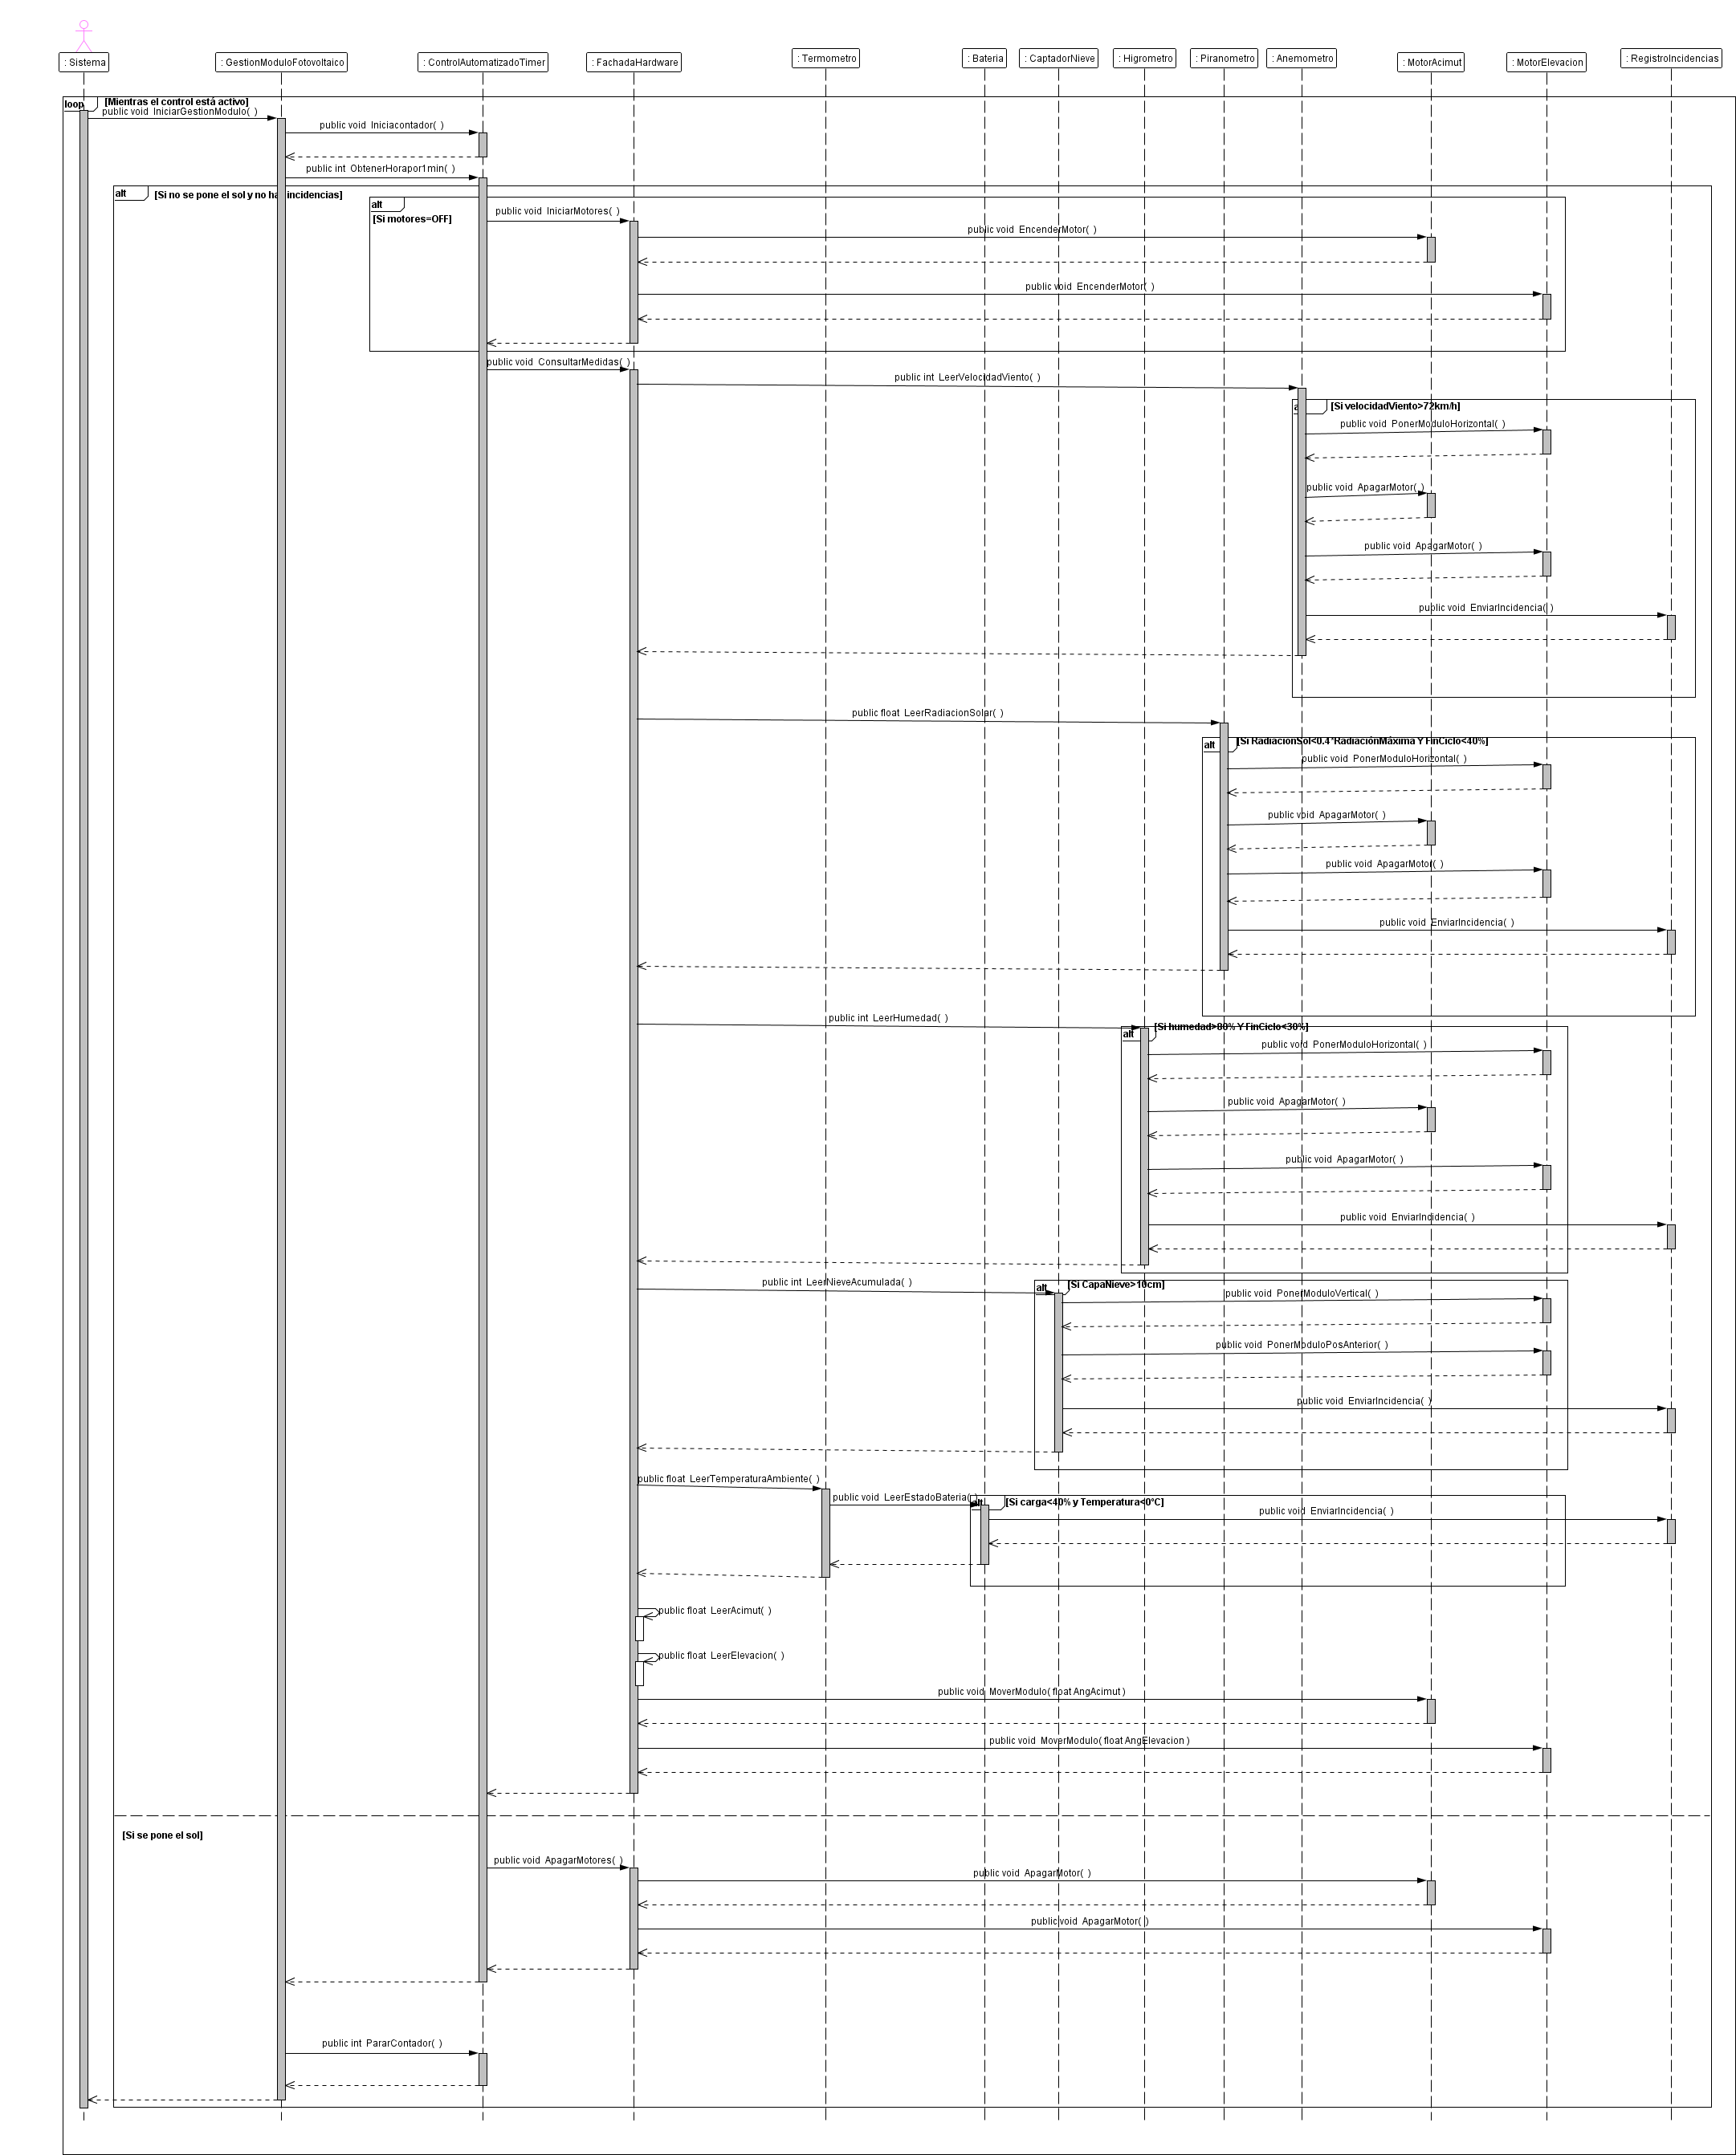 : Sistema
: GestionModuloFotovoltaico
: ControlAutomatizadoTimer
: FachadaHardware
: Termometro
: Bateria
: CaptadorNieve
: Higrometro
: Piranometro
: Anemometro
: MotorAcimut
: MotorElevacion
: RegistroIncidencias
loop
[Mientras el control está activo]
public void IniciarGestionModulo( )
public void Iniciacontador( )
public int ObtenerHorapor1min( )
alt
[Si no se pone el sol y no hay incidencias]
alt
[Si motores=OFF]
public void IniciarMotores( )
public void EncenderMotor( )
public void EncenderMotor( )
public void ConsultarMedidas( )
public int LeerVelocidadViento( )
alt
[Si velocidadViento>72km/h]
public void PonerModuloHorizontal( )
public void ApagarMotor( )
public void ApagarMotor( )
public void EnviarIncidencia( )
public float LeerRadiacionSolar( )
alt
[Si RadiacionSol<0.4*RadiaciónMáxima Y FinCiclo<40%]
public void PonerModuloHorizontal( )
public void ApagarMotor( )
public void ApagarMotor( )
public void EnviarIncidencia( )
public int LeerHumedad( )
alt
[Si humedad>80% Y FinCiclo<30%]
public void PonerModuloHorizontal( )
public void ApagarMotor( )
public void ApagarMotor( )
public void EnviarIncidencia( )
public int LeerNieveAcumulada( )
alt
[Si CapaNieve>10cm]
public void PonerModuloVertical( )
public void PonerModuloPosAnterior( )
public void EnviarIncidencia( )
public float LeerTemperaturaAmbiente( )
public void LeerEstadoBateria( )
alt
[Si carga<40% y Temperatura<0°C]
public void EnviarIncidencia( )
public float LeerAcimut( )
public float LeerElevacion( )
public void MoverModulo( float AngAcimut )
public void MoverModulo( float AngElevacion )
[Si se pone el sol]
public void ApagarMotores( )
public void ApagarMotor( )
public void ApagarMotor( )
public int PararContador( )